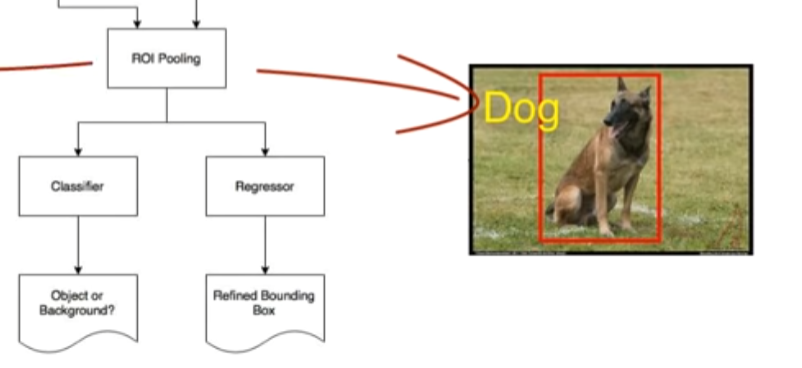 ROI Pooling
Dog
Classifier
Regressor
Object or
Background?
Refined Bounding
Box